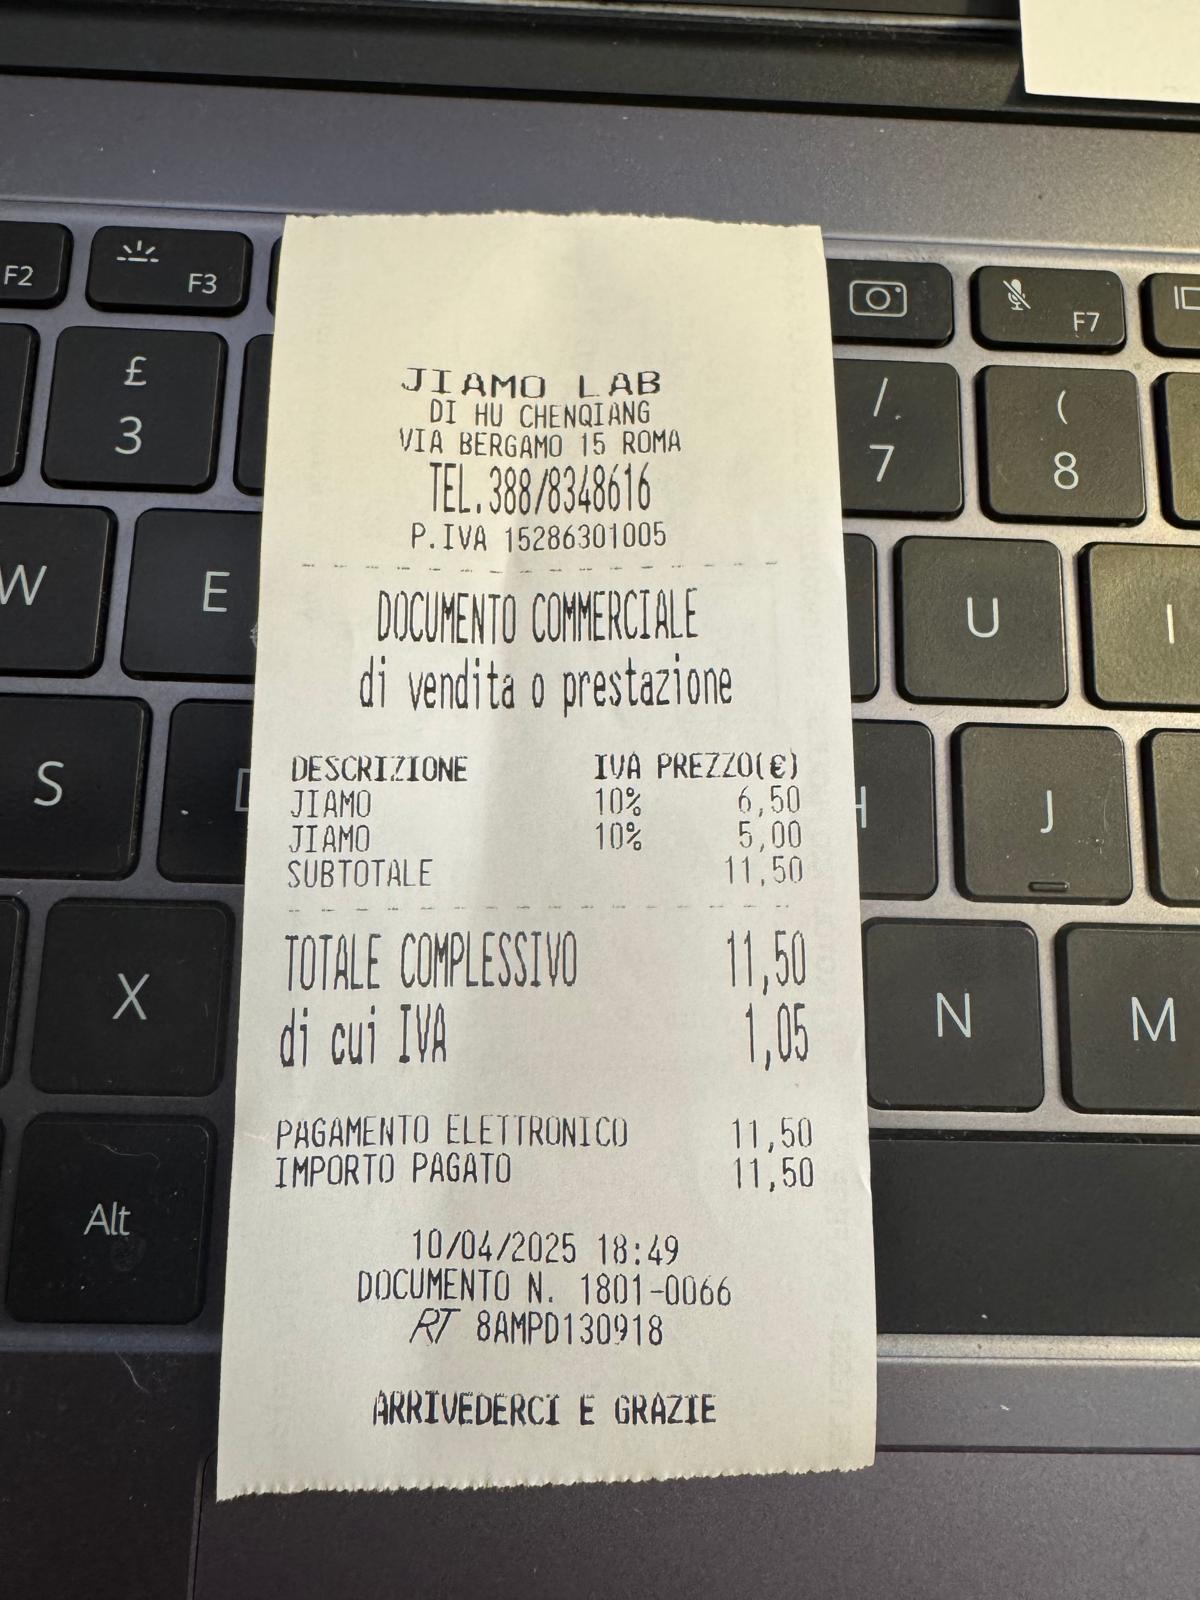 F2
F3
F7
£
3
/
7
(
8
W
E
U
I
S
J
X
N
M
Alt
JIAMO LAB
DI HU CHENQIANG
VIA BERGAMO 15 ROMA
TEL.388/8348616
P.IVA 15286301005
DOCUMENTO COMMERCIALE
di vendita o prestazione
DESCRIZIONE IVA PREZZO(€)
JIAMO 10% 6,50
JIAMO 10% 5,00
SUBTOTALE 11,50
TOTALE COMPLESSIVO 11,50
di cui IVA 1,05
PAGAMENTO ELETTRONICO 11,50
IMPORTO PAGATO 11,50
10/04/2025 18:49
DOCUMENTO N. 1801-0066
RT 8AMPD130918
ARRIVEDERCI E GRAZIE